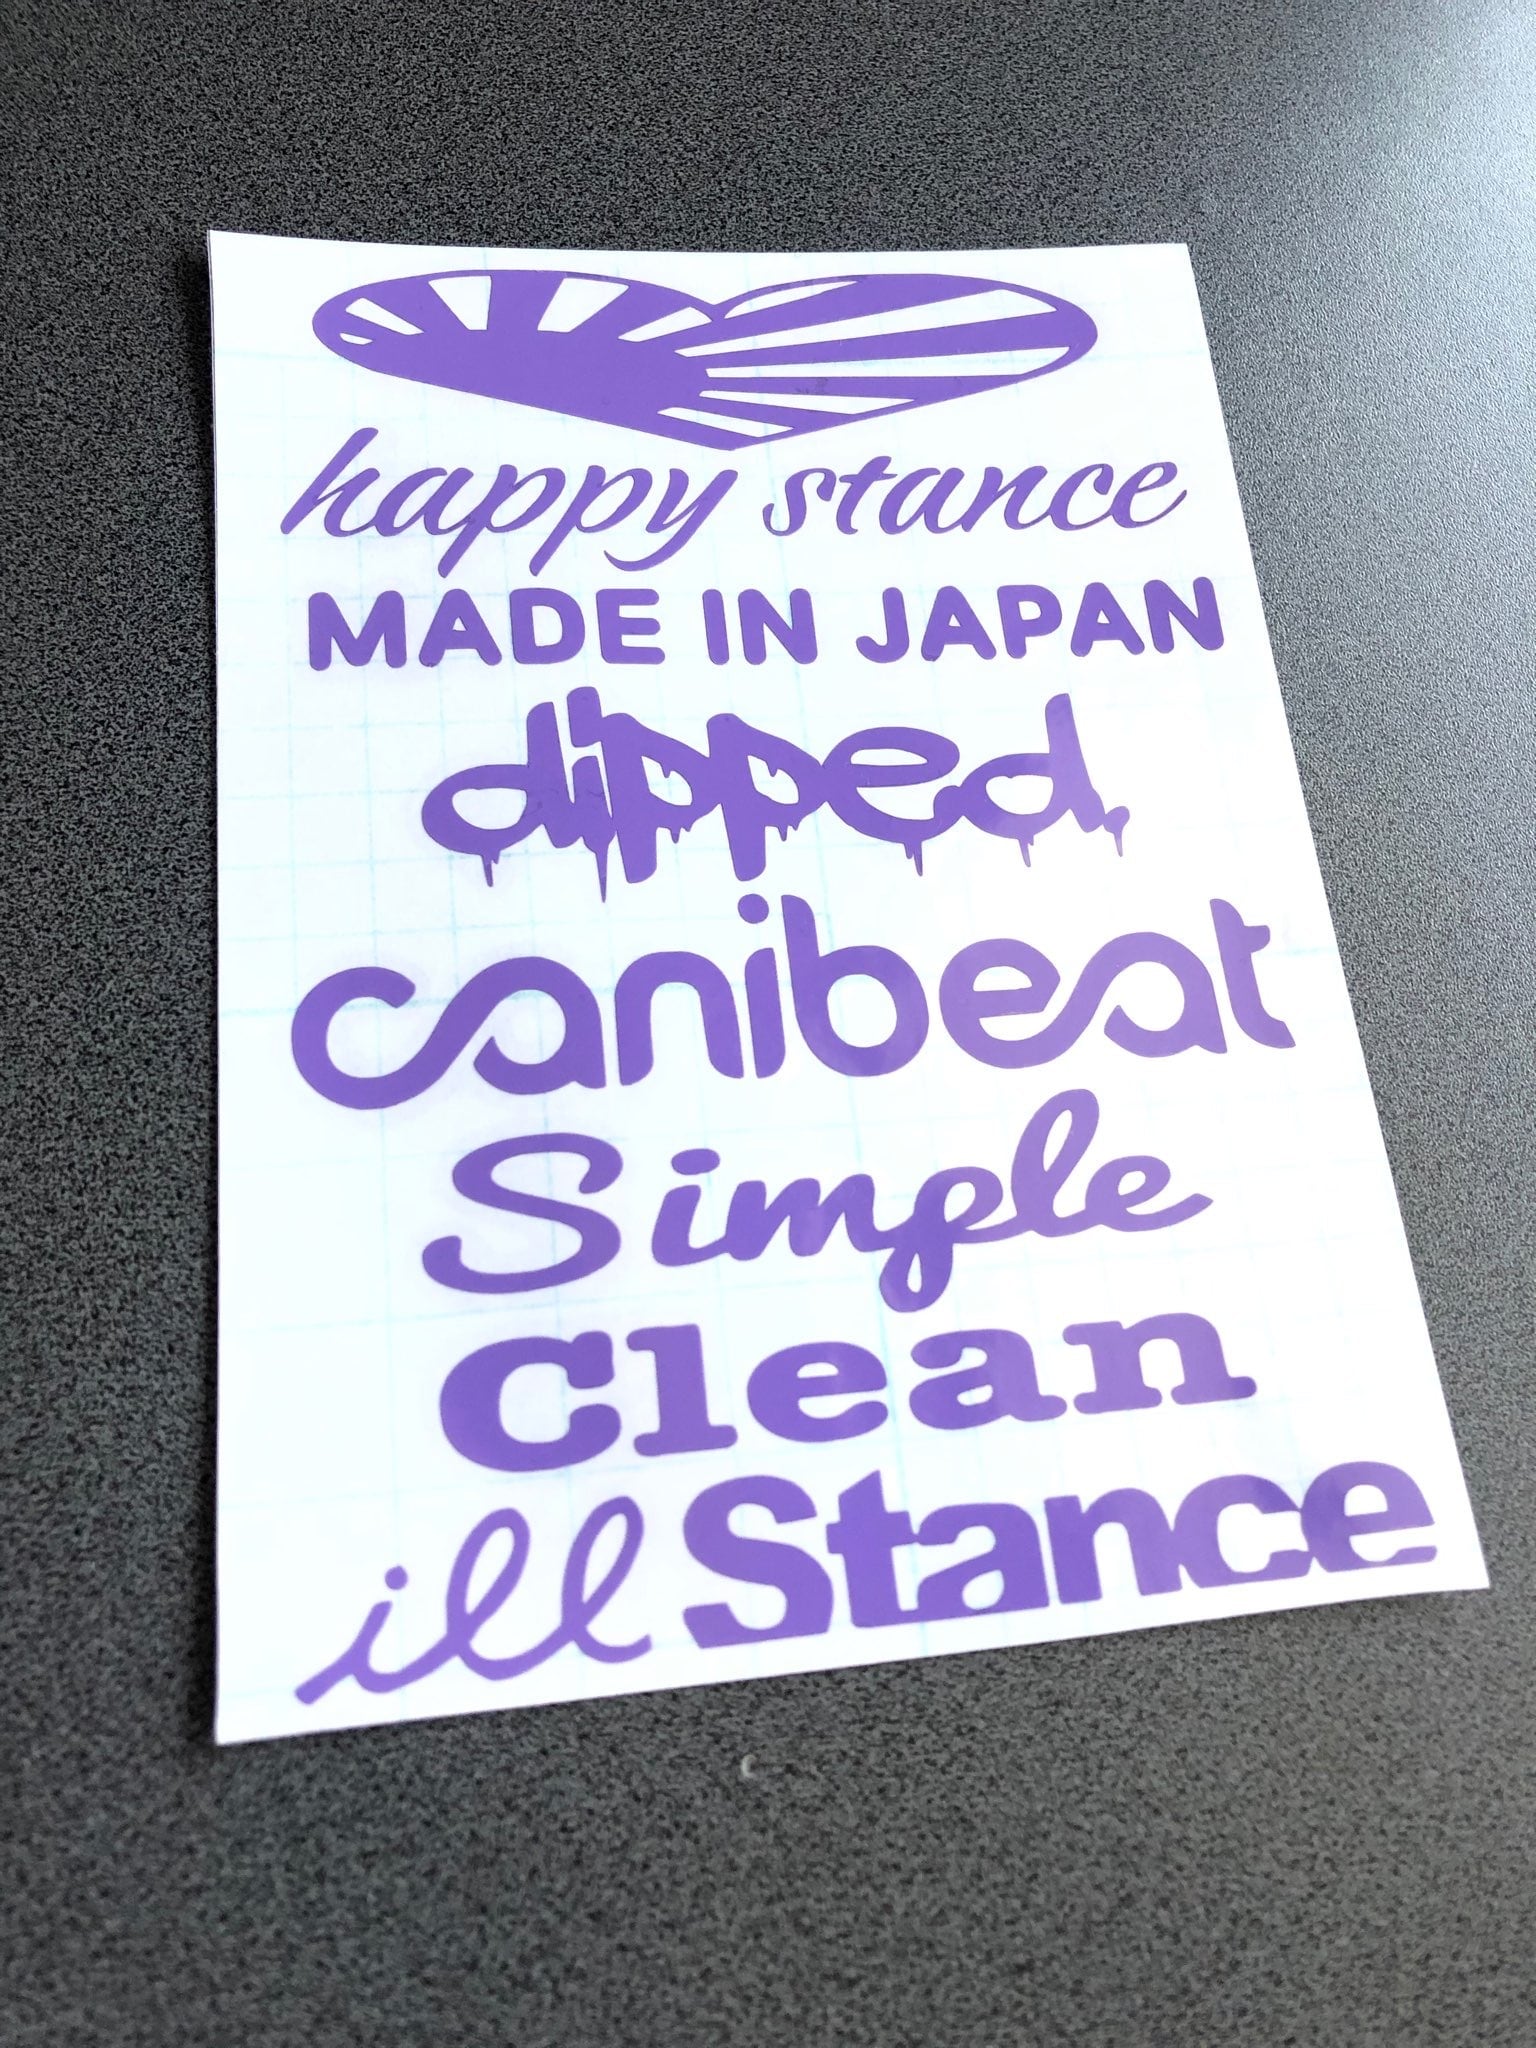 happy stance
MADE IN JAPAN
dipped
canibeat
Simple
Clean
ill Stance